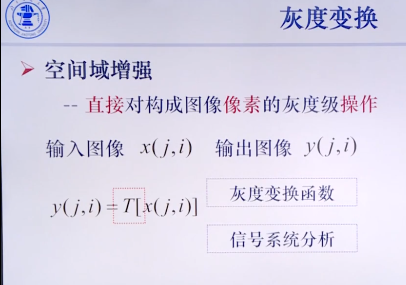 灰度变换
空间域增强
-- 直接对构成图像像素的灰度级操作
输入图像 x(j,i) 输出图像 y(j,i)
y(j,i)=T[x(j,i)]
灰度变换函数
信号系统分析